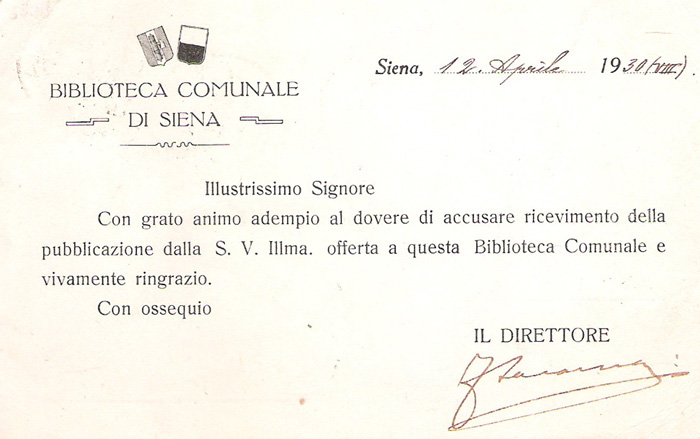 BIBLIOTECA COMUNALE
DI SIENA
Siena, 12. Aprile 1930 (VIII).
Illustrissimo Signore
Con grato animo adempio al dovere di accusare ricevimento della
pubblicazione dalla S. V. Illma. offerta a questa Biblioteca Comunale e
vivamente ringrazio.
Con ossequio
IL DIRETTORE